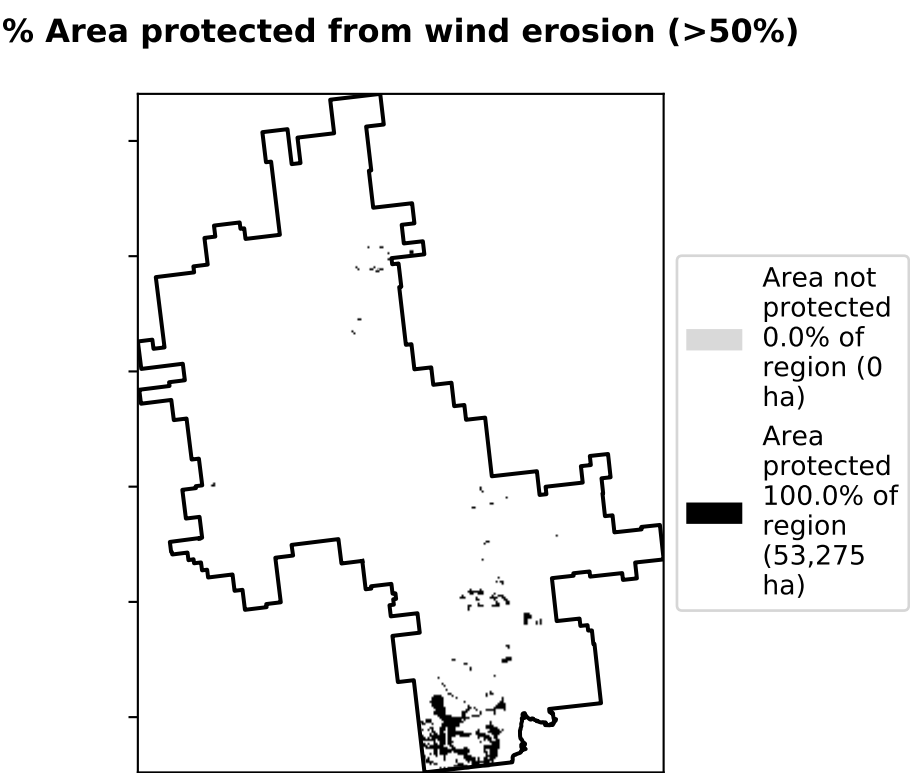 % Area protected from wind erosion (>50%)
Area not
protected
0.0% of
region (0
ha)
Area
protected
100.0% of
region
(53,275
ha)